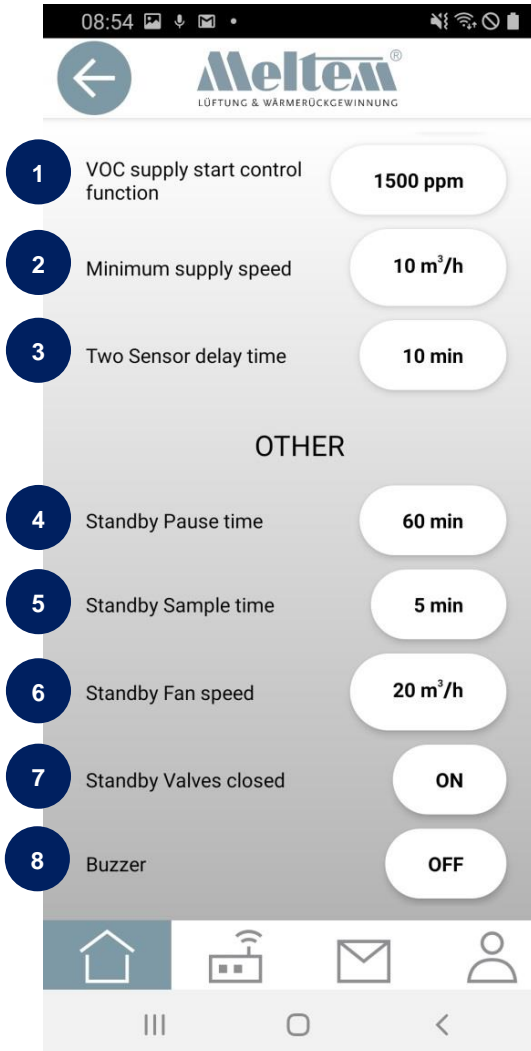 08:54
Meltem®
LÜFTUNG & WÄRMERÜCKGEWINNUNG
1
VOC supply start control
function
1500 ppm
2
Minimum supply speed
10 m³/h
3
Two Sensor delay time
10 min
OTHER
4
Standby Pause time
60 min
5
Standby Sample time
5 min
6
Standby Fan speed
20 m³/h
7
Standby Valves closed
ON
8
Buzzer
OFF